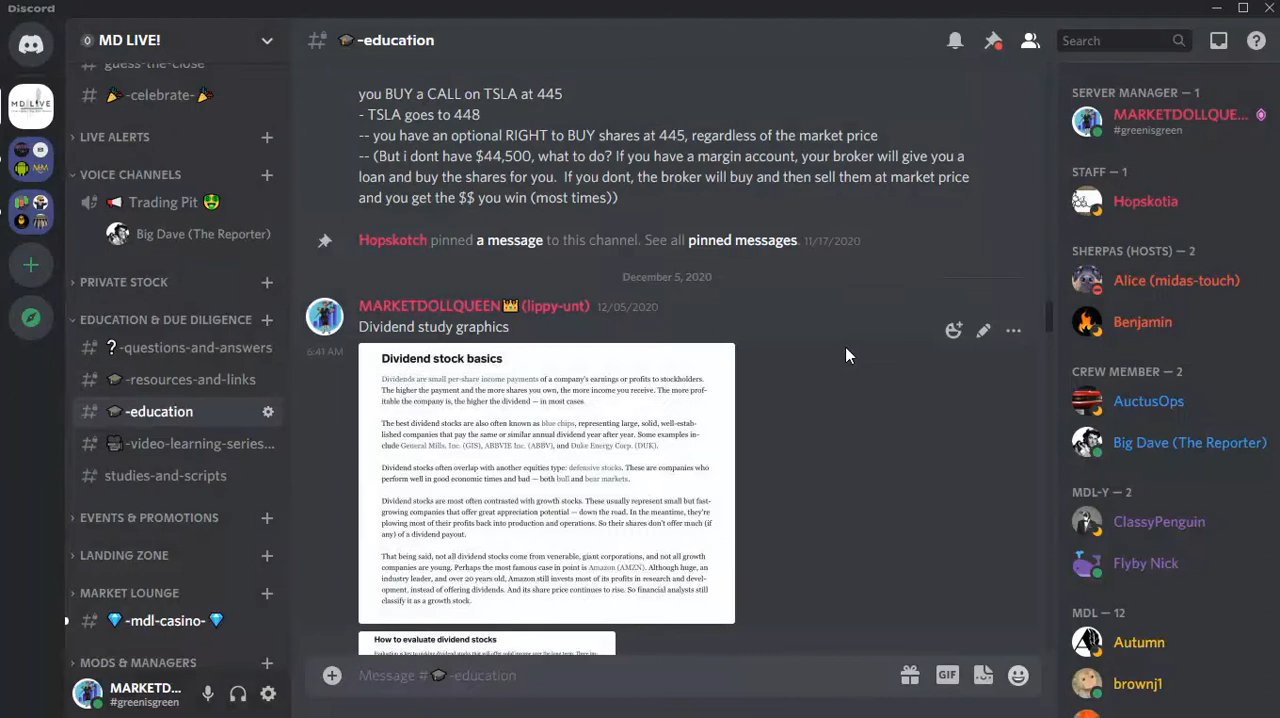 Discord
MD LIVE!
guess-the-close
-celebrate-
LIVE ALERTS
VOICE CHANNELS
Trading Pit
Big Dave (The Reporter)
PRIVATE STOCK
EDUCATION & DUE DILIGENCE
-questions-and-answers
-resources-and-links
-education
-video-learning-series...
studies-and-scripts
EVENTS & PROMOTION
LANDING ZONE
MARKET LOUNGE
-mdl-casino-
MODS & MANAGERS
MARKETD...
#greenisgreen
-education
Search
you BUY a CALL on TSLA at 445
- TSLA goes to 448
-- you have an optional RIGHT to BUY shares at 445, regardless of the market price
-- (But i dont have $44,500, what to do? If you have a margin account, your broker will give you a
loan and buy the shares for you. If you dont, the broker will buy and then sell them at market price
and you get the $$ you win (most times))
Hopskotch pinned a message to this channel. See all pinned messages. 11/17/2020
December 5, 2020
MARKETDOLLQUEEN (lippy-unt) 12/05/2020
Dividend study graphics
6:41 AM
Dividend stock basics
Dividends are small per-share income payments of a company's earnings or profits to stockholders.
The higher the payment and the more shares you own, the more income you receive. The more prof-
itable the company is, the higher the dividend — in most cases.
The best dividend stocks are also often known as blue chips, representing large, solid, well-estab-
lished companies that pay the same or similar annual dividend year after year. Some examples in-
clude General Mills, Inc. (GIS), ABBVIE Inc. (ABBV), and Duke Energy Corp. (DUK).
Dividend stocks often overlap with another equities type: defensive stocks. These are companies who
perform well in good economic times and bad — both bull and bear markets.
Dividend stocks are most often contrasted with growth stocks. These usually represent small but fast-
growing companies that offer great appreciation potential — down the road. In the meantime, they're
plowing most of their profits back into production and operations. So their shares don't offer much (if
any) of a dividend payout.
That being said, not all dividend stocks come from venerable, giant corporations, and not all growth
companies are young. Perhaps the most famous case in point is Amazon (AMZN). Although huge, an
industry leader, and over 20 years old, Amazon still invests most of its profits in research and devel-
opment, instead of offering dividends. And its share price continues to rise. So financial analysts still
classify it as a growth stock.
How to evaluate dividend stocks
Message # -education
GIF
SERVER MANAGER — 1
MARKETDOLLQUE...
#greenisgreen
STAFF — 1
Hopskotia
SHERPAS (HOSTS) — 2
Alice (midas-touch)
Benjamin
CREW MEMBER — 2
AuctusOps
Big Dave (The Reporter)
MDL-Y — 2
ClassyPenguin
Flyby Nick
MDL — 12
Autumn
brownj1